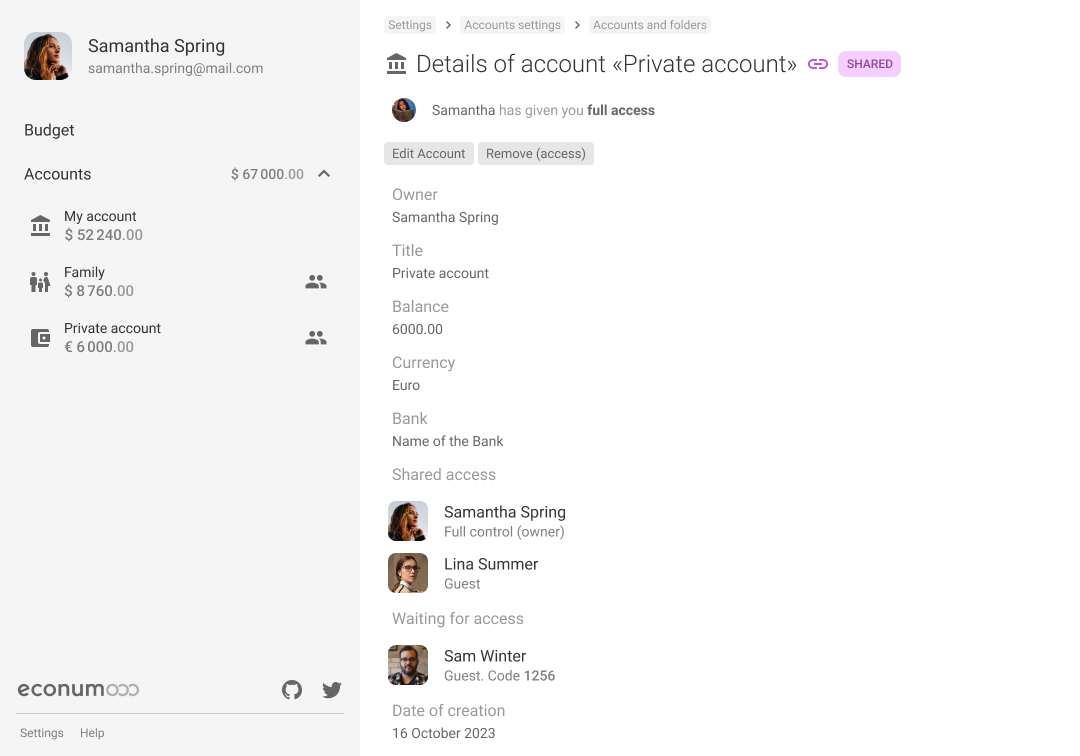 Samantha Spring
samantha.spring@mail.com
Budget
Accounts $ 67 000.00
My account
$ 52 240.00
Family
$ 8 760.00
Private account
€ 6 000.00
econumo
Settings Help
Settings > Accounts settings > Accounts and folders
Details of account «Private account» SHARED
Samantha has given you full access
Edit Account Remove (access)
Owner
Samantha Spring
Title
Private account
Balance
6000.00
Currency
Euro
Bank
Name of the Bank
Shared access
Samantha Spring
Full control (owner)
Lina Summer
Guest
Waiting for access
Sam Winter
Guest. Code 1256
Date of creation
16 October 2023